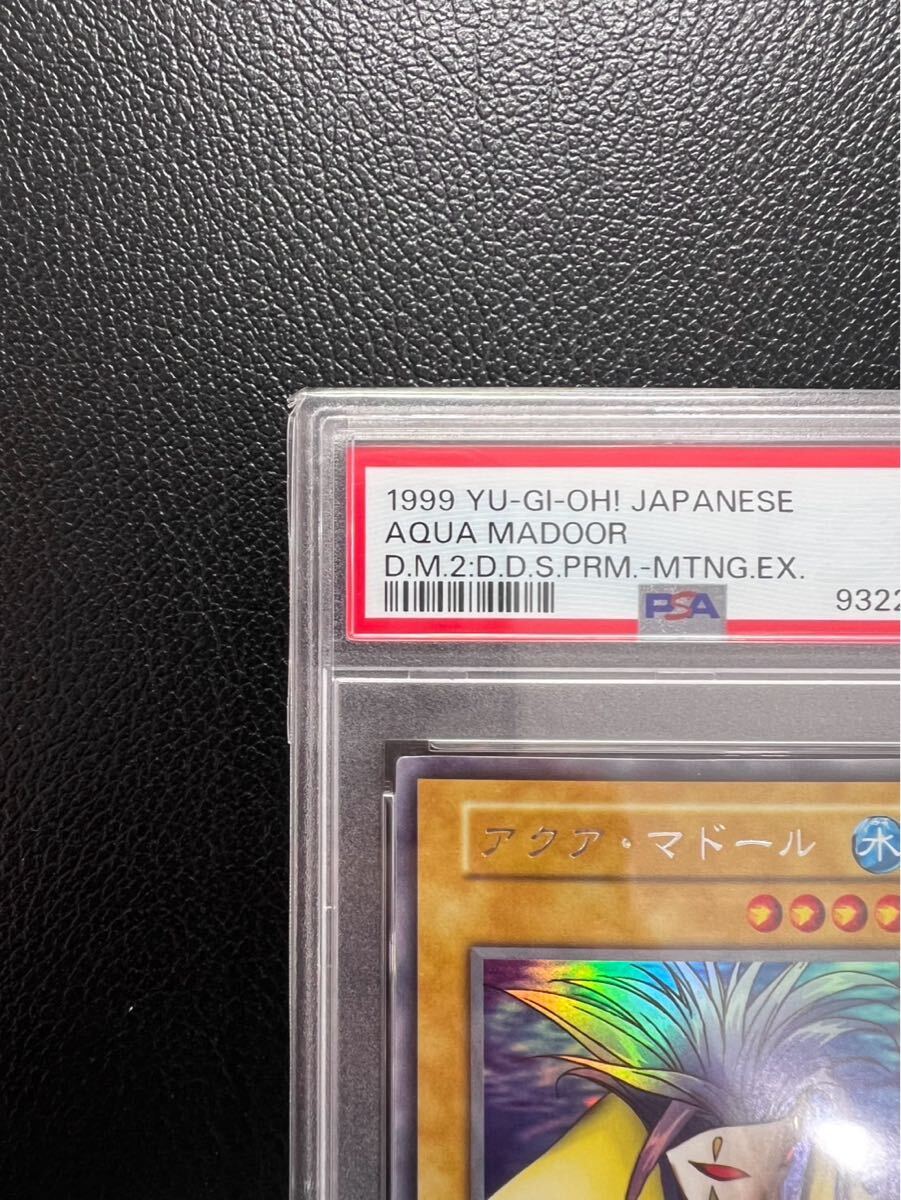 1999 YU-GI-OH! JAPANESE
AQUA MADOOR
D.M.2:D.D.S.PRM.-MTNG.EX.
PSA 9322
アクア・マドール 水